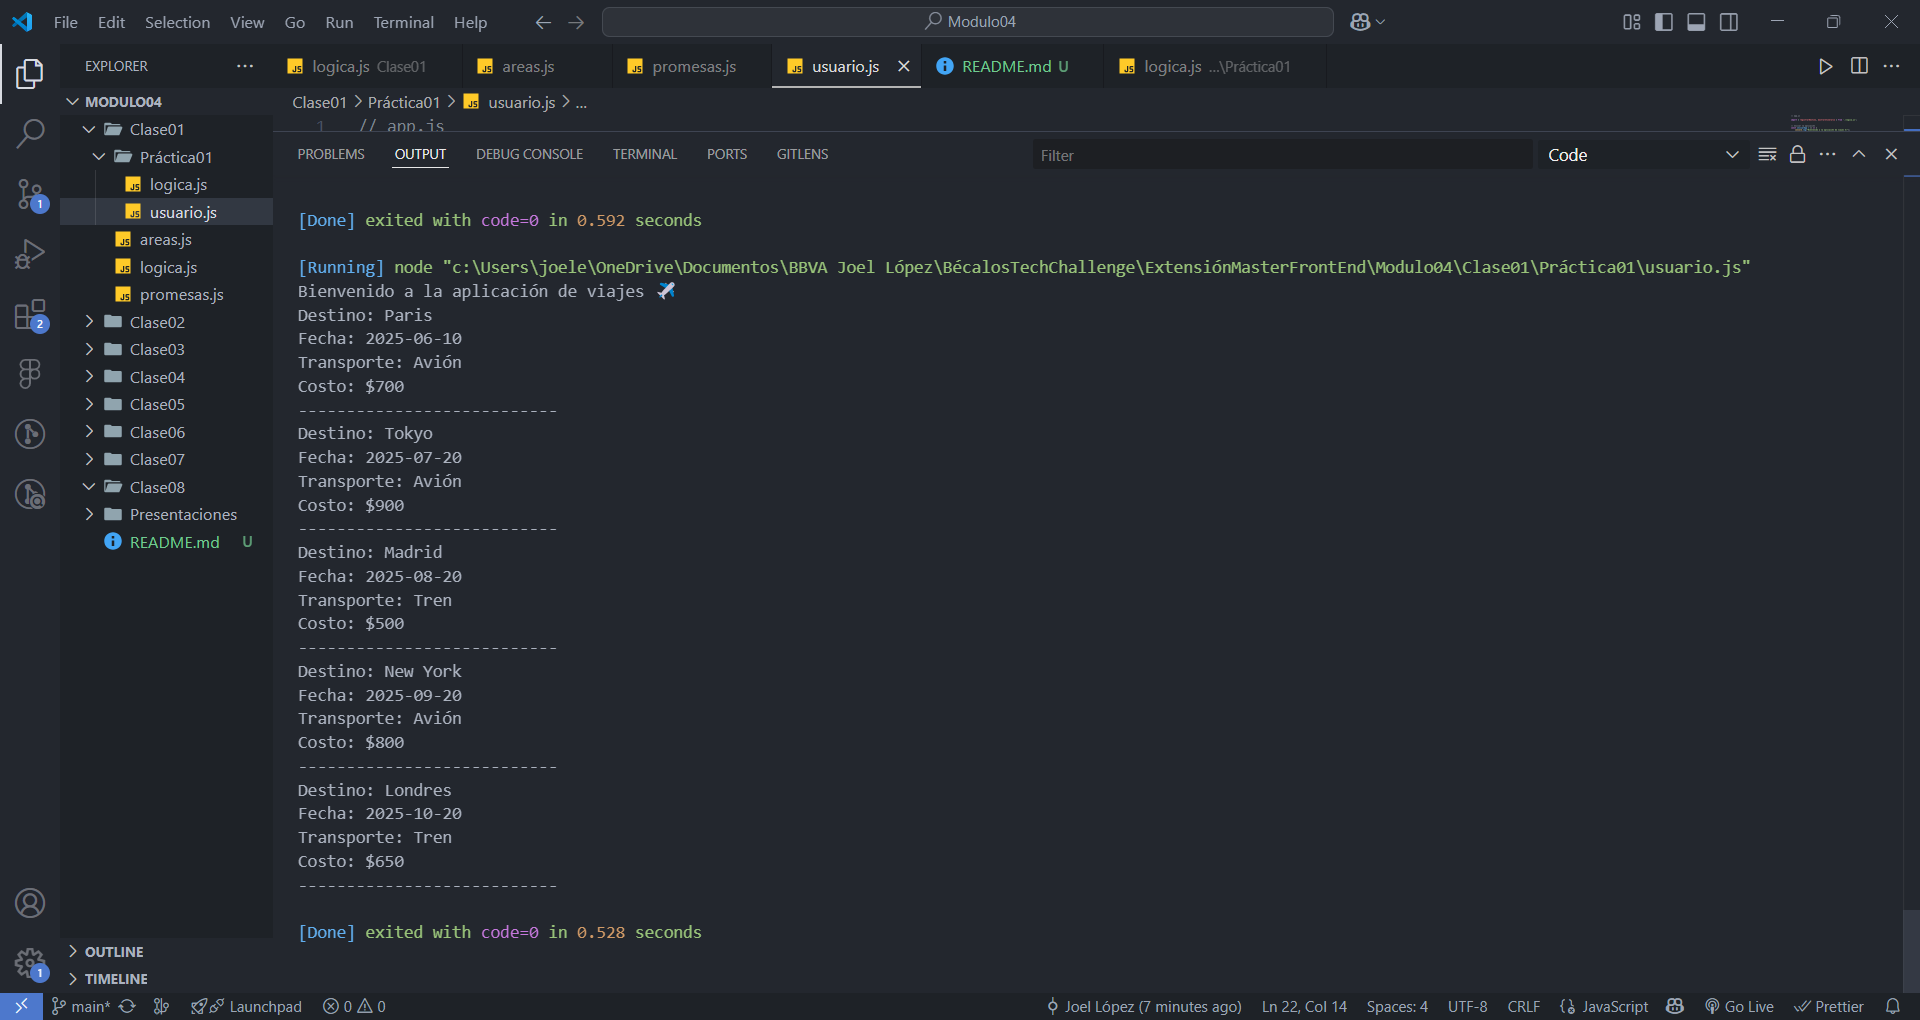 File Edit Selection View Go Run Terminal Help
Modulo04
EXPLORER
logica.js Clase01
areas.js
promesas.js
usuario.js
README.md U
logica.js ...\Práctica01
MODULO04
Clase01
Práctica01
logica.js
usuario.js
areas.js
logica.js
promesas.js
Clase02
Clase03
Clase04
Clase05
Clase06
Clase07
Clase08
Presentaciones
README.md U
OUTLINE
TIMELINE
1
2
1
Clase01 > Práctica01 > usuario.js > ...
1 // app.js
PROBLEMS OUTPUT DEBUG CONSOLE TERMINAL PORTS GITLENS
Filter
Code
[Done] exited with code=0 in 0.592 seconds
[Running] node "c:\Users\joele\OneDrive\Documentos\BBVA Joel López\BécalosTechChallenge\ExtensiónMasterFrontEnd\Modulo04\Clase01\Práctica01\usuario.js"
Bienvenido a la aplicación de viajes ✈️
Destino: Paris
Fecha: 2025-06-10
Transporte: Avión
Costo: $700
---------------------------
Destino: Tokyo
Fecha: 2025-07-20
Transporte: Avión
Costo: $900
---------------------------
Destino: Madrid
Fecha: 2025-08-20
Transporte: Tren
Costo: $500
---------------------------
Destino: New York
Fecha: 2025-09-20
Transporte: Avión
Costo: $800
---------------------------
Destino: Londres
Fecha: 2025-10-20
Transporte: Tren
Costo: $650
---------------------------
[Done] exited with code=0 in 0.528 seconds
main* Launchpad 0 0 Joel López (7 minutes ago) Ln 22, Col 14 Spaces: 4 UTF-8 CRLF JavaScript Go Live Prettier